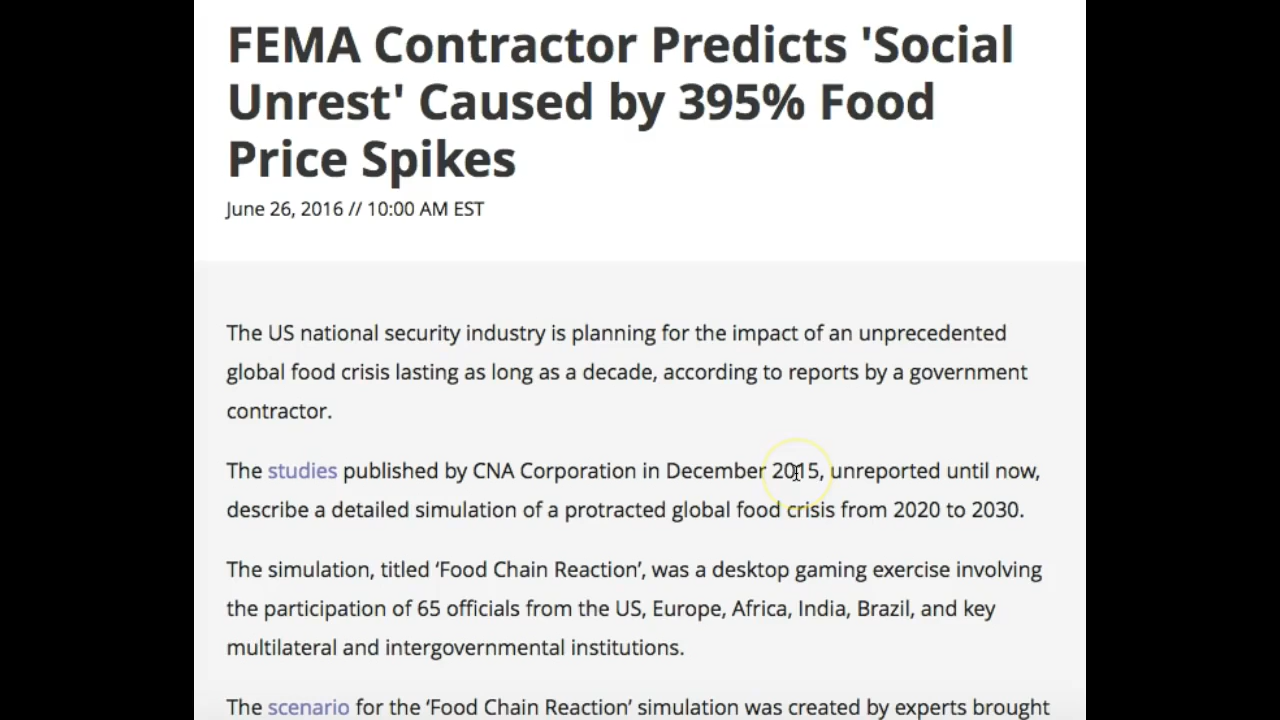 FEMA Contractor Predicts 'Social
Unrest' Caused by 395% Food
Price Spikes
June 26, 2016 // 10:00 AM EST
The US national security industry is planning for the impact of an unprecedented
global food crisis lasting as long as a decade, according to reports by a government
contractor.
The studies published by CNA Corporation in December 2015, unreported until now,
describe a detailed simulation of a protracted global food crisis from 2020 to 2030.
The simulation, titled ‘Food Chain Reaction’, was a desktop gaming exercise involving
the participation of 65 officials from the US, Europe, Africa, India, Brazil, and key
multilateral and intergovernmental institutions.
The scenario for the ‘Food Chain Reaction’ simulation was created by experts brought